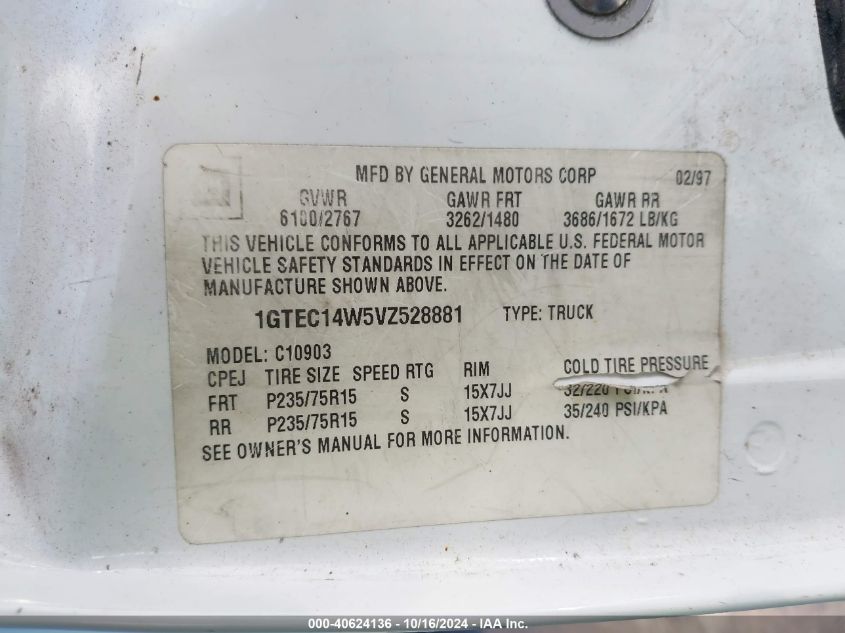 MFD BY GENERAL MOTORS CORP 02/97
GVWR GAWR FRT GAWR RR
6100/2767 3262/1480 3686/1672 LB/KG
THIS VEHICLE CONFORMS TO ALL APPLICABLE U.S. FEDERAL MOTOR
VEHICLE SAFETY STANDARDS IN EFFECT ON THE DATE OF
MANUFACTURE SHOWN ABOVE.
1GTEC14W5VZ528881 TYPE: TRUCK
MODEL: C10903
CPEJ TIRE SIZE SPEED RTG RIM COLD TIRE PRESSURE
FRT P235/75R15 S 15X7JJ 32/220 PSI/KPA
RR P235/75R15 S 15X7JJ 35/240 PSI/KPA
SEE OWNER'S MANUAL FOR MORE INFORMATION.
000-40624136 - 10/16/2024 - IAA Inc.